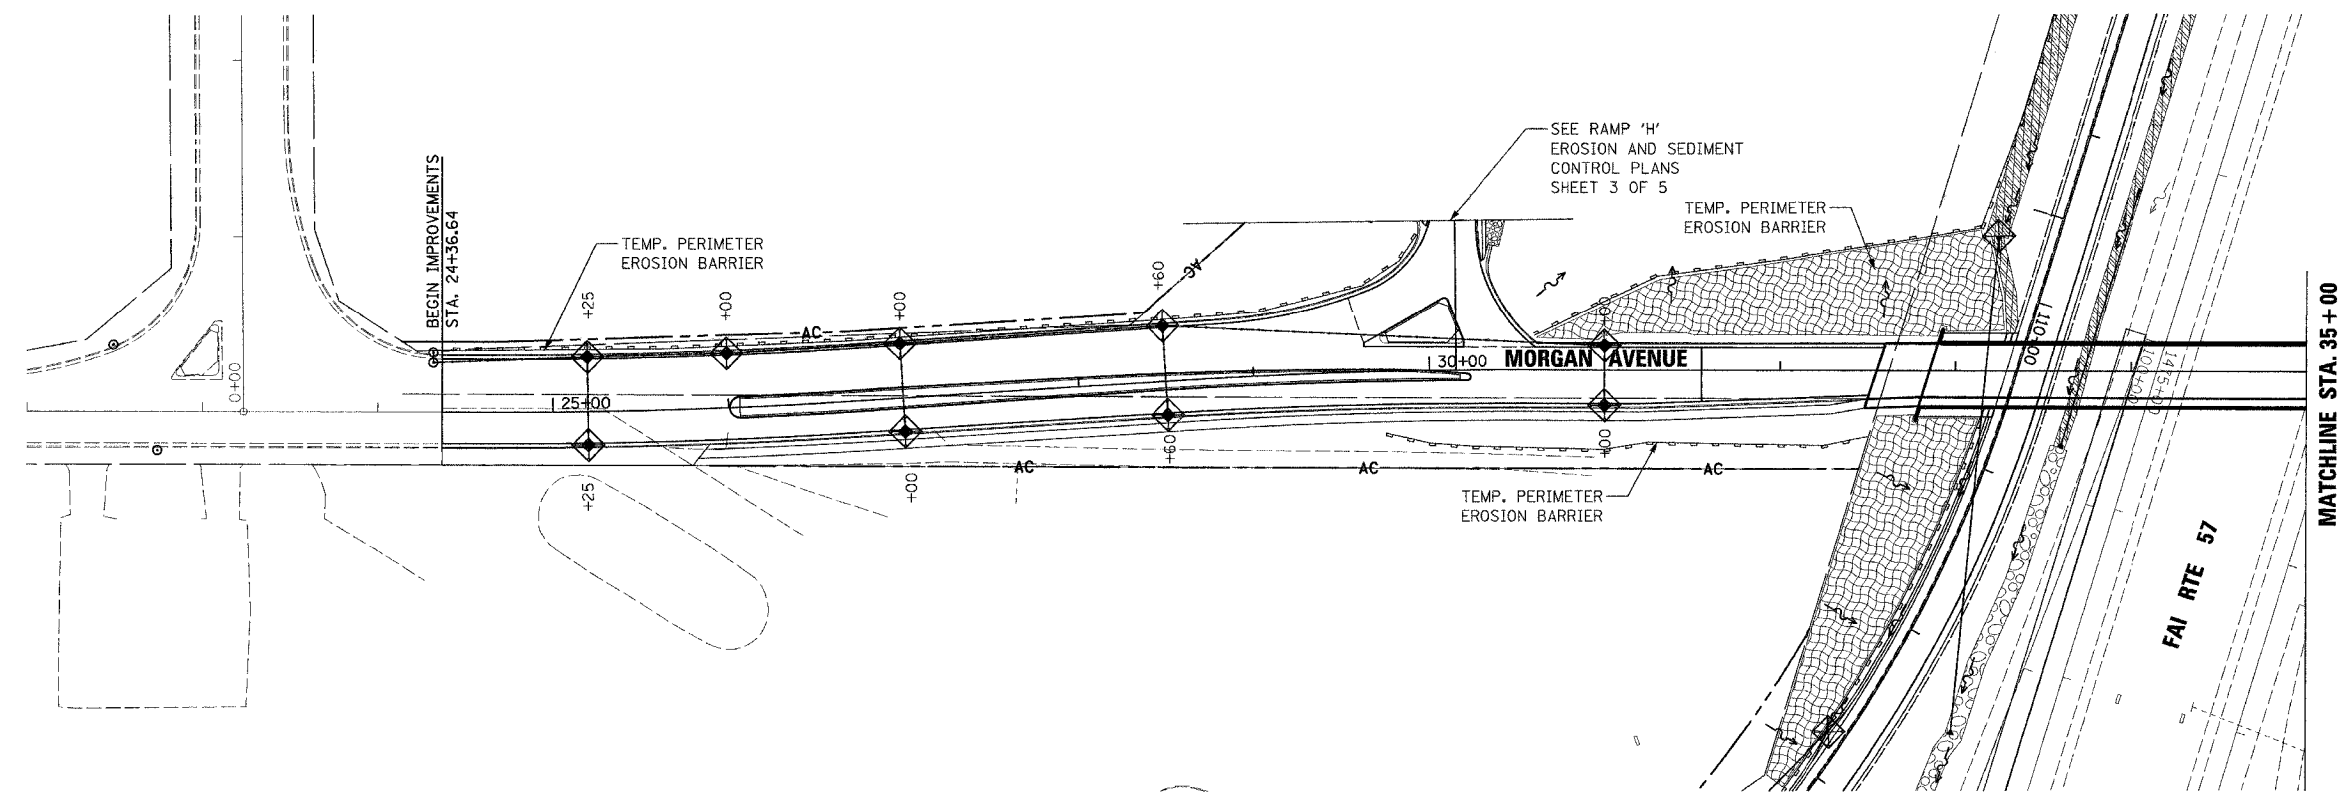 BEGIN IMPROVEMENTS
STA. 24+36.64
TEMP. PERIMETER
EROSION BARRIER
SEE RAMP 'H'
EROSION AND SEDIMENT
CONTROL PLANS
SHEET 3 OF 5
TEMP. PERIMETER
EROSION BARRIER
+25
+00
+00
+60
AC
AC
0+00
25+00
30+00
MORGAN AVENUE
110+00
1475+00
MATCHLINE STA. 35+00
+25
+00
+60
+00
AC
AC
AC
TEMP. PERIMETER
EROSION BARRIER
FAI RTE 57